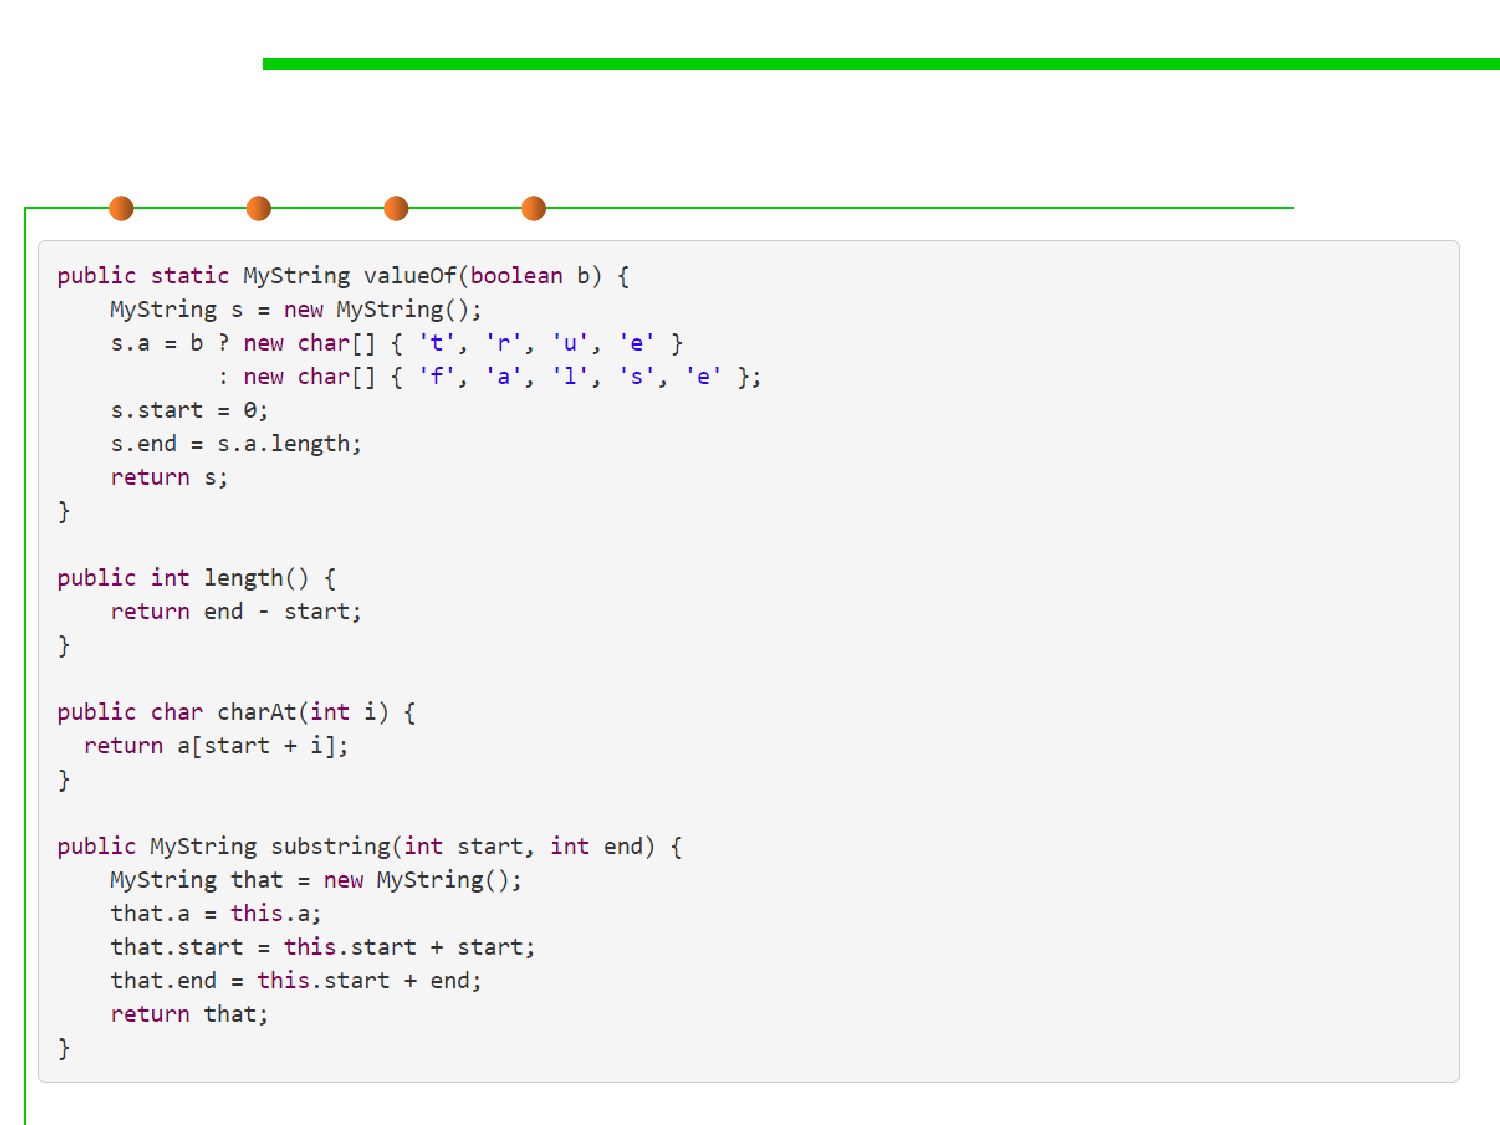 public static MyString valueOf(boolean b) {
    MyString s = new MyString();
    s.a = b ? new char[] { 't', 'r', 'u', 'e' }
            : new char[] { 'f', 'a', 'l', 's', 'e' };
    s.start = 0;
    s.end = s.a.length;
    return s;
}

public int length() {
    return end - start;
}

public char charAt(int i) {
  return a[start + i];
}

public MyString substring(int start, int end) {
    MyString that = new MyString();
    that.a = this.a;
    that.start = this.start + start;
    that.end = this.start + end;
    return that;
}